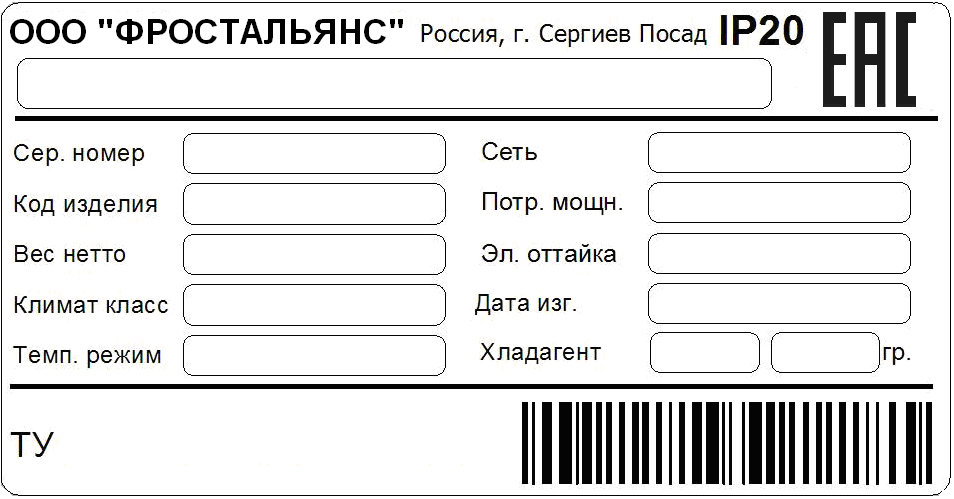 ООО "ФРОСТАЛЬЯНС" Россия, г. Сергиев Посад IP20 EAC
Сер. номер Сеть
Код изделия Потр. мощн.
Вес нетто Эл. оттайка
Климат класс Дата изг.
Темп. режим Хладагент гр.
ТУ